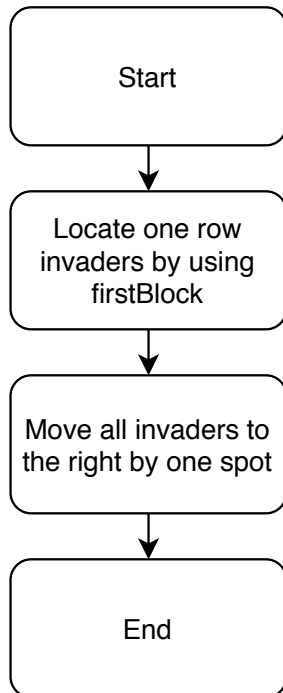 Start
Locate one row
invaders by using
firstBlock
Move all invaders to
the right by one spot
End